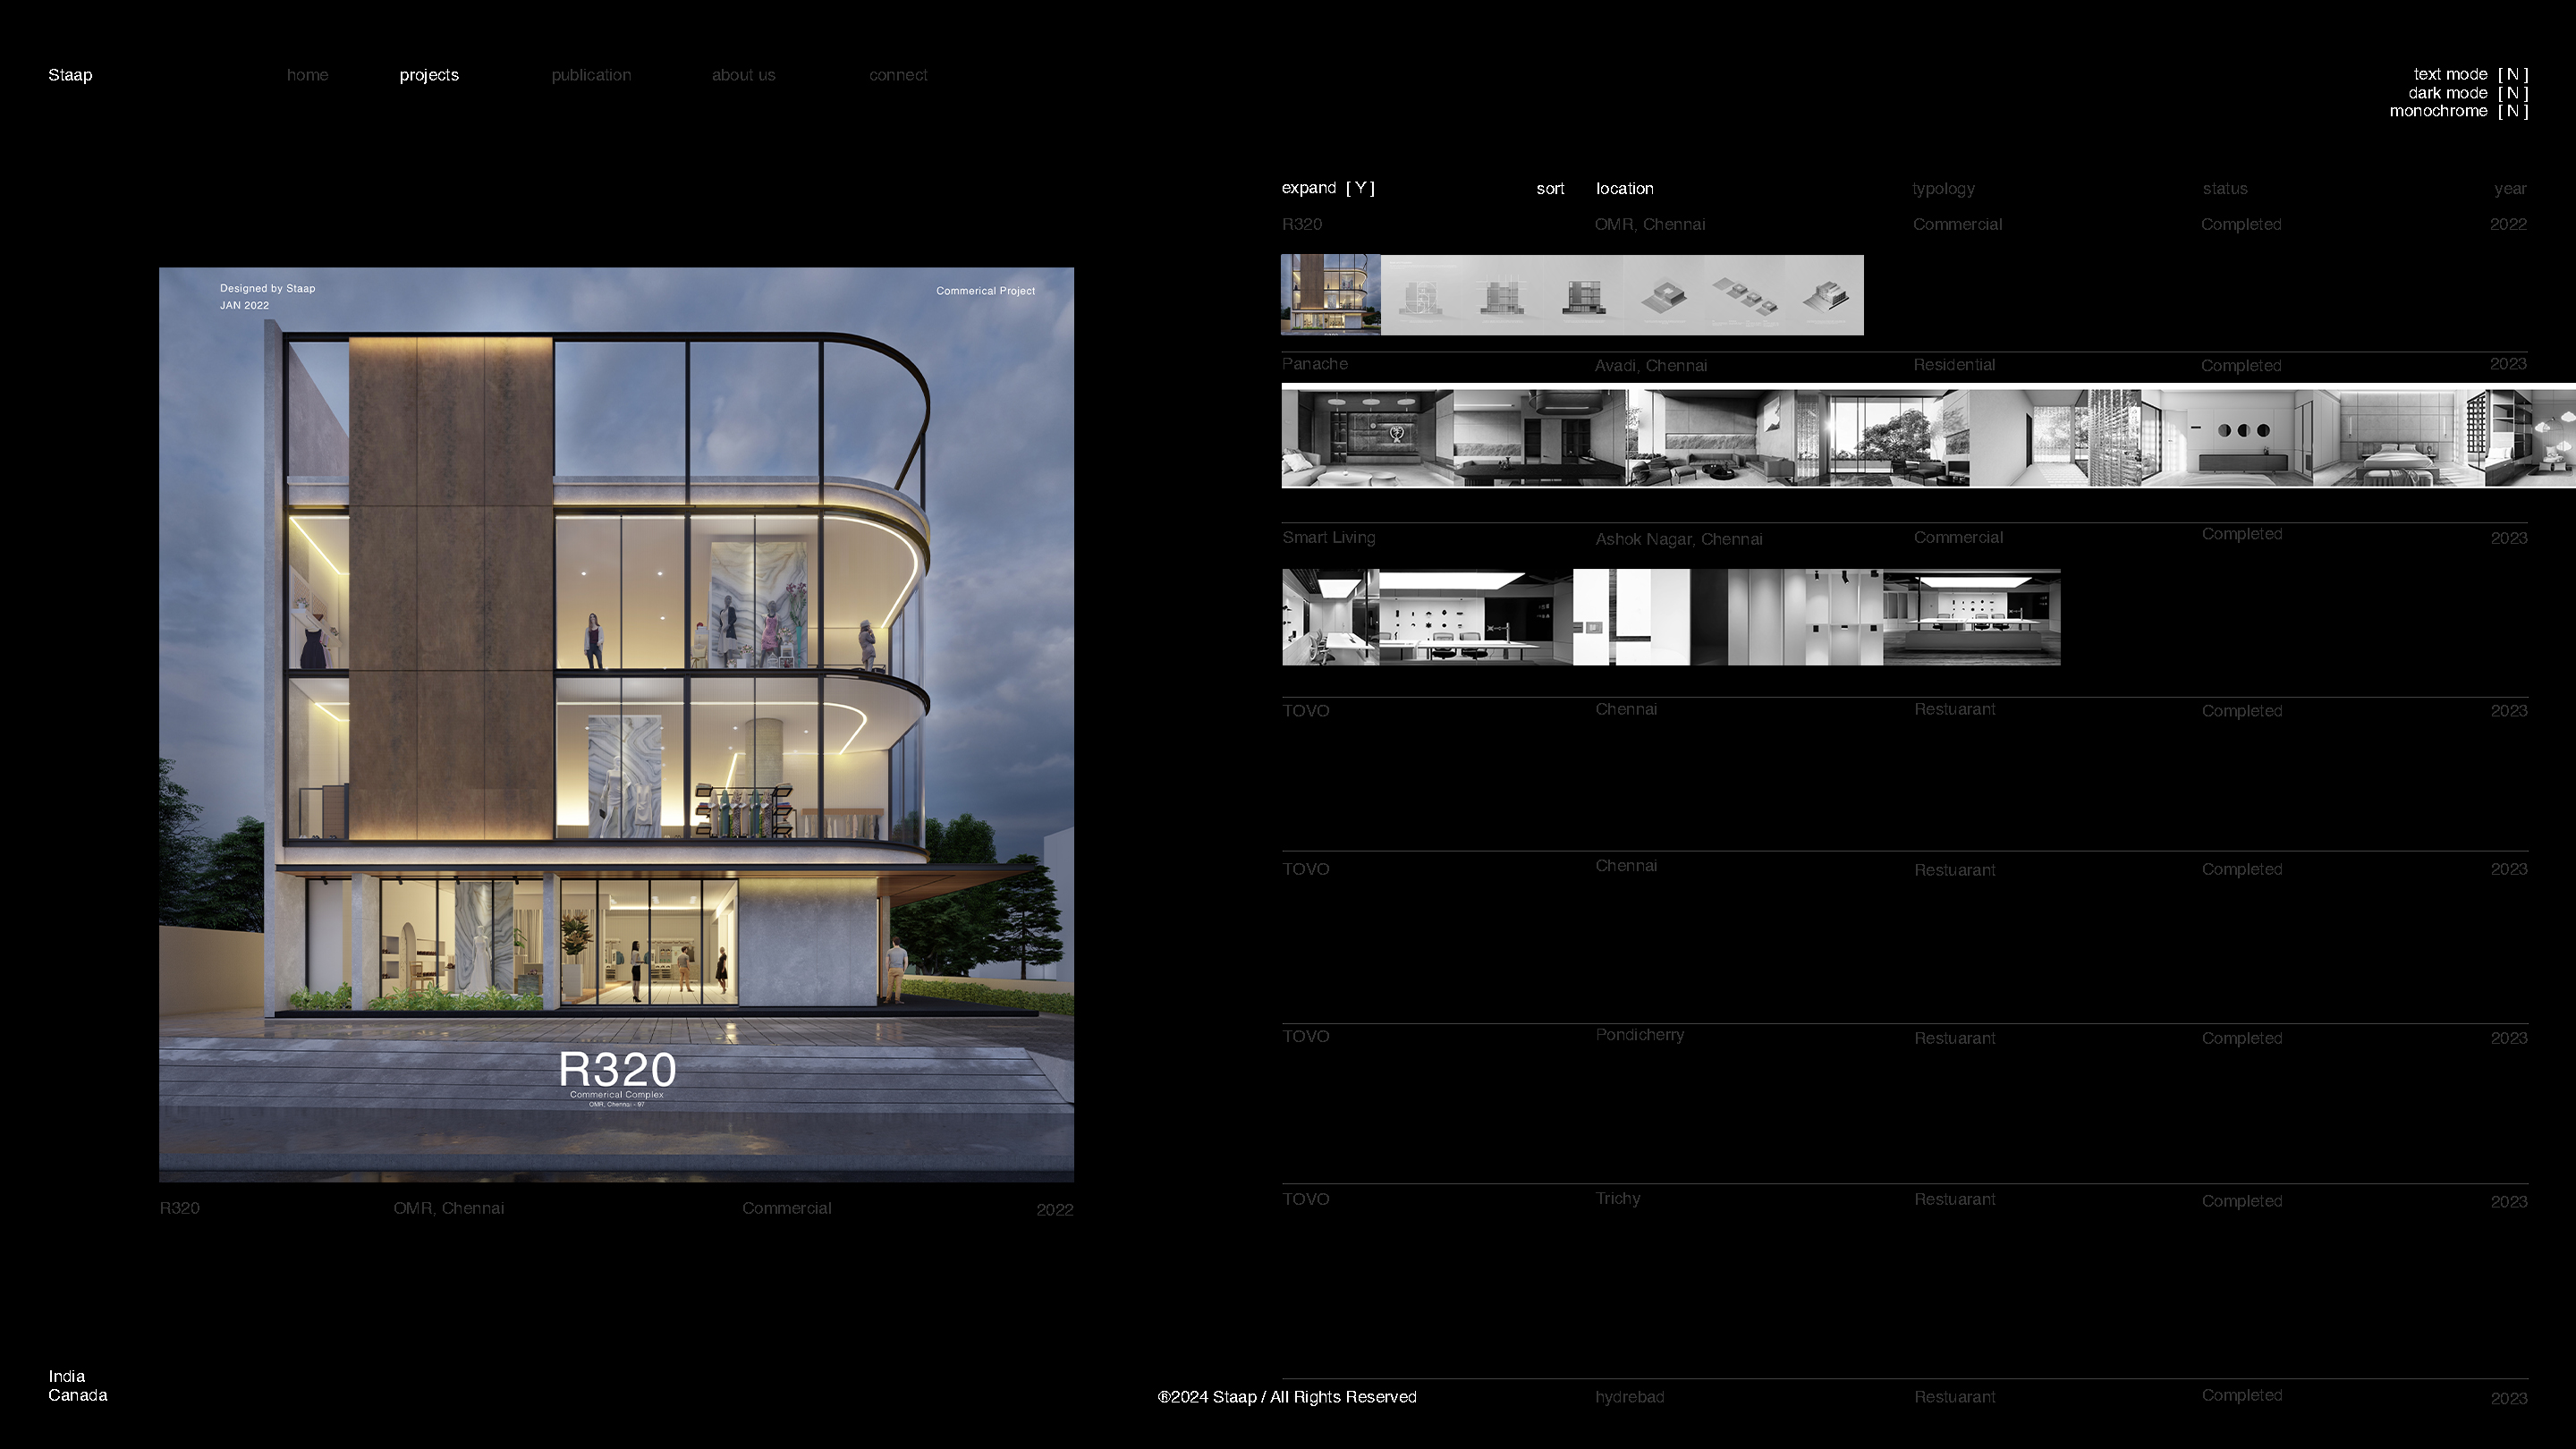 Staap home projects publication about us connect
text mode [ N ]
dark mode [ N ]
monochrome [ N ]
expand [ Y ] sort location typology status year
R320 OMR, Chennai Commercial Completed 2022
Designed by Staap
JAN 2022
Commerical Project
Panache Avadi, Chennai Residential Completed 2023
Smart Living Ashok Nagar, Chennai Commercial Completed 2023
TOVO Chennai Restuarant Completed 2023
TOVO Chennai Restuarant Completed 2023
TOVO Pondicherry Restuarant Completed 2023
R320
Commerical Complex
OMR, Chennai - 97
TOVO Trichy Restuarant Completed 2023
R320 OMR, Chennai Commercial 2022
India
Canada
®2024 Staap / All Rights Reserved
hydrebad Restuarant Completed 2023